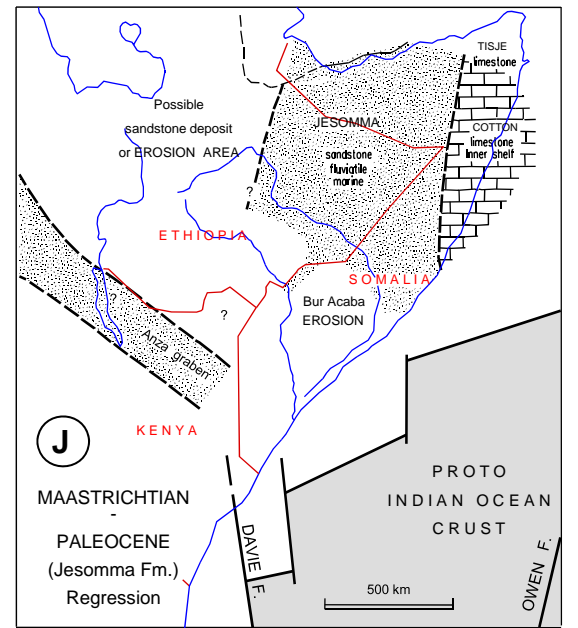 TISJE
limestone
Possible
sandstone deposit
or EROSION AREA
JESOMMA
sandstone
fluviatile
marine
COTTON
limestone
Inner shelf
?
ETHIOPIA
SOMALIA
Bur Acaba
EROSION
?
?
Anza graben
KENYA
J
MAASTRICHTIAN
-
PALEOCENE
(Jesomma Fm.)
Regression
PROTO
INDIAN OCEAN
CRUST
DAVIE F.
OWEN F.
500 km